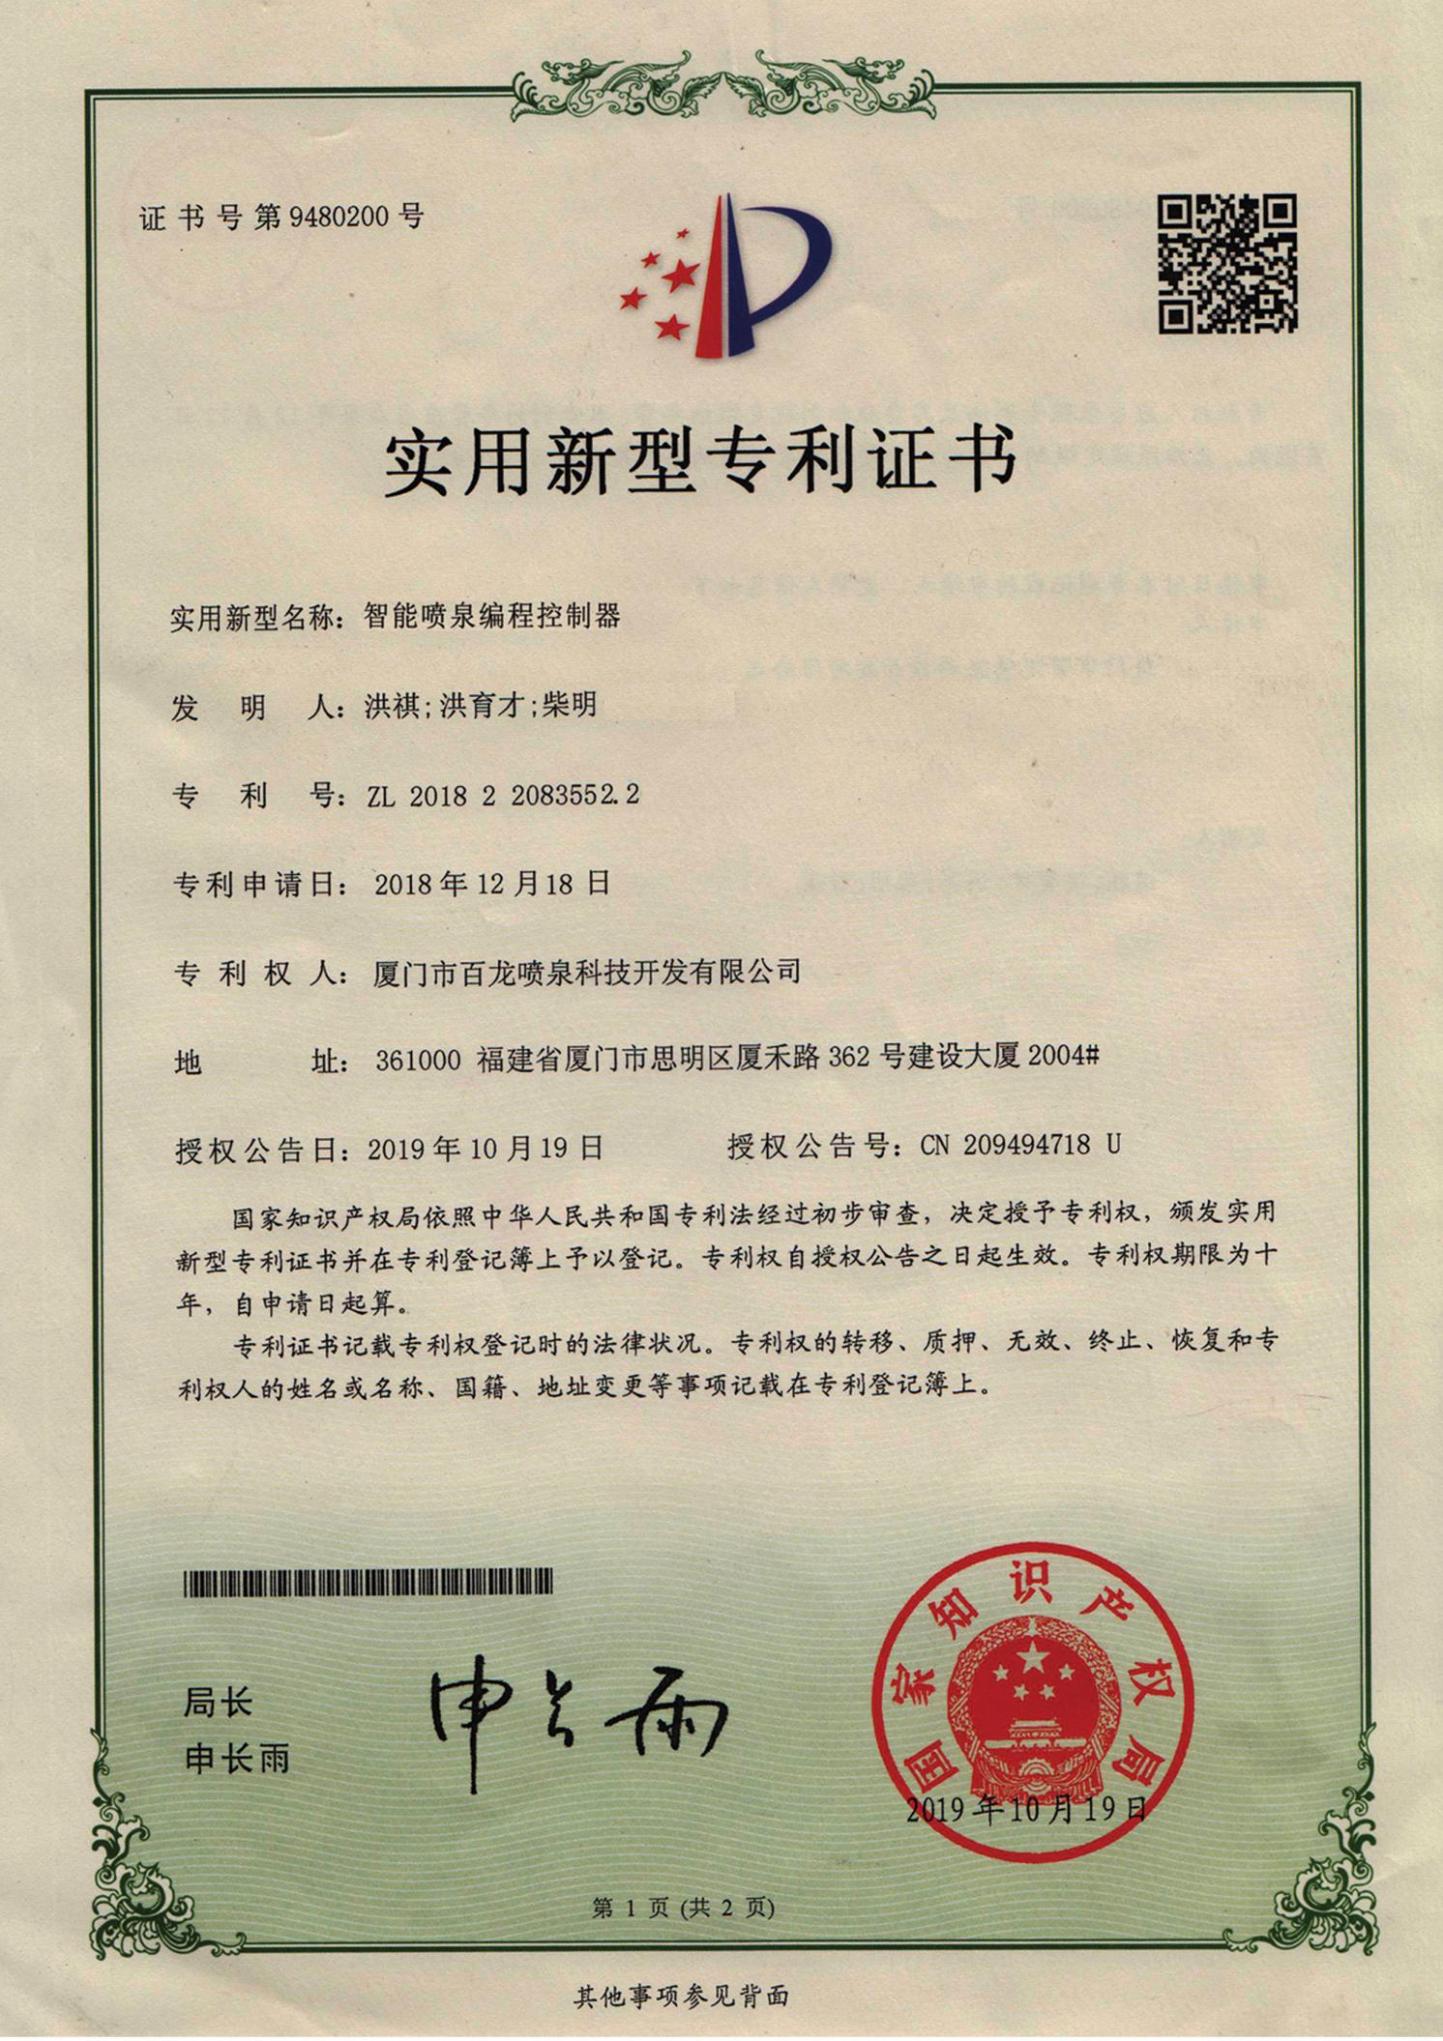 证书号第9480200号
实用新型专利证书
实用新型名称：智能喷泉编程控制器
发明人：洪祺;洪育才;柴明
专利号：ZL 2018 2 2083552.2
专利申请日：2018年12月18日
专利权人：厦门市百龙喷泉科技开发有限公司
地址：361000 福建省厦门市思明区厦禾路362号建设大厦2004#
授权公告日：2019年10月19日 授权公告号：CN 209494718 U
国家知识产权局依照中华人民共和国专利法经过初步审查，决定授予专利权，颁发实用
新型专利证书并在专利登记簿上予以登记。专利权自授权公告之日起生效。专利权期限为十
年，自申请日起算。
专利证书记载专利权登记时的法律状况。专利权的转移、质押、无效、终止、恢复和专
利权人的姓名或名称、国籍、地址变更等事项记载在专利登记簿上。
局长
申长雨
申长雨
国家知识产权局
2019年10月19日
第 1 页 (共 2 页)
其他事项参见背面